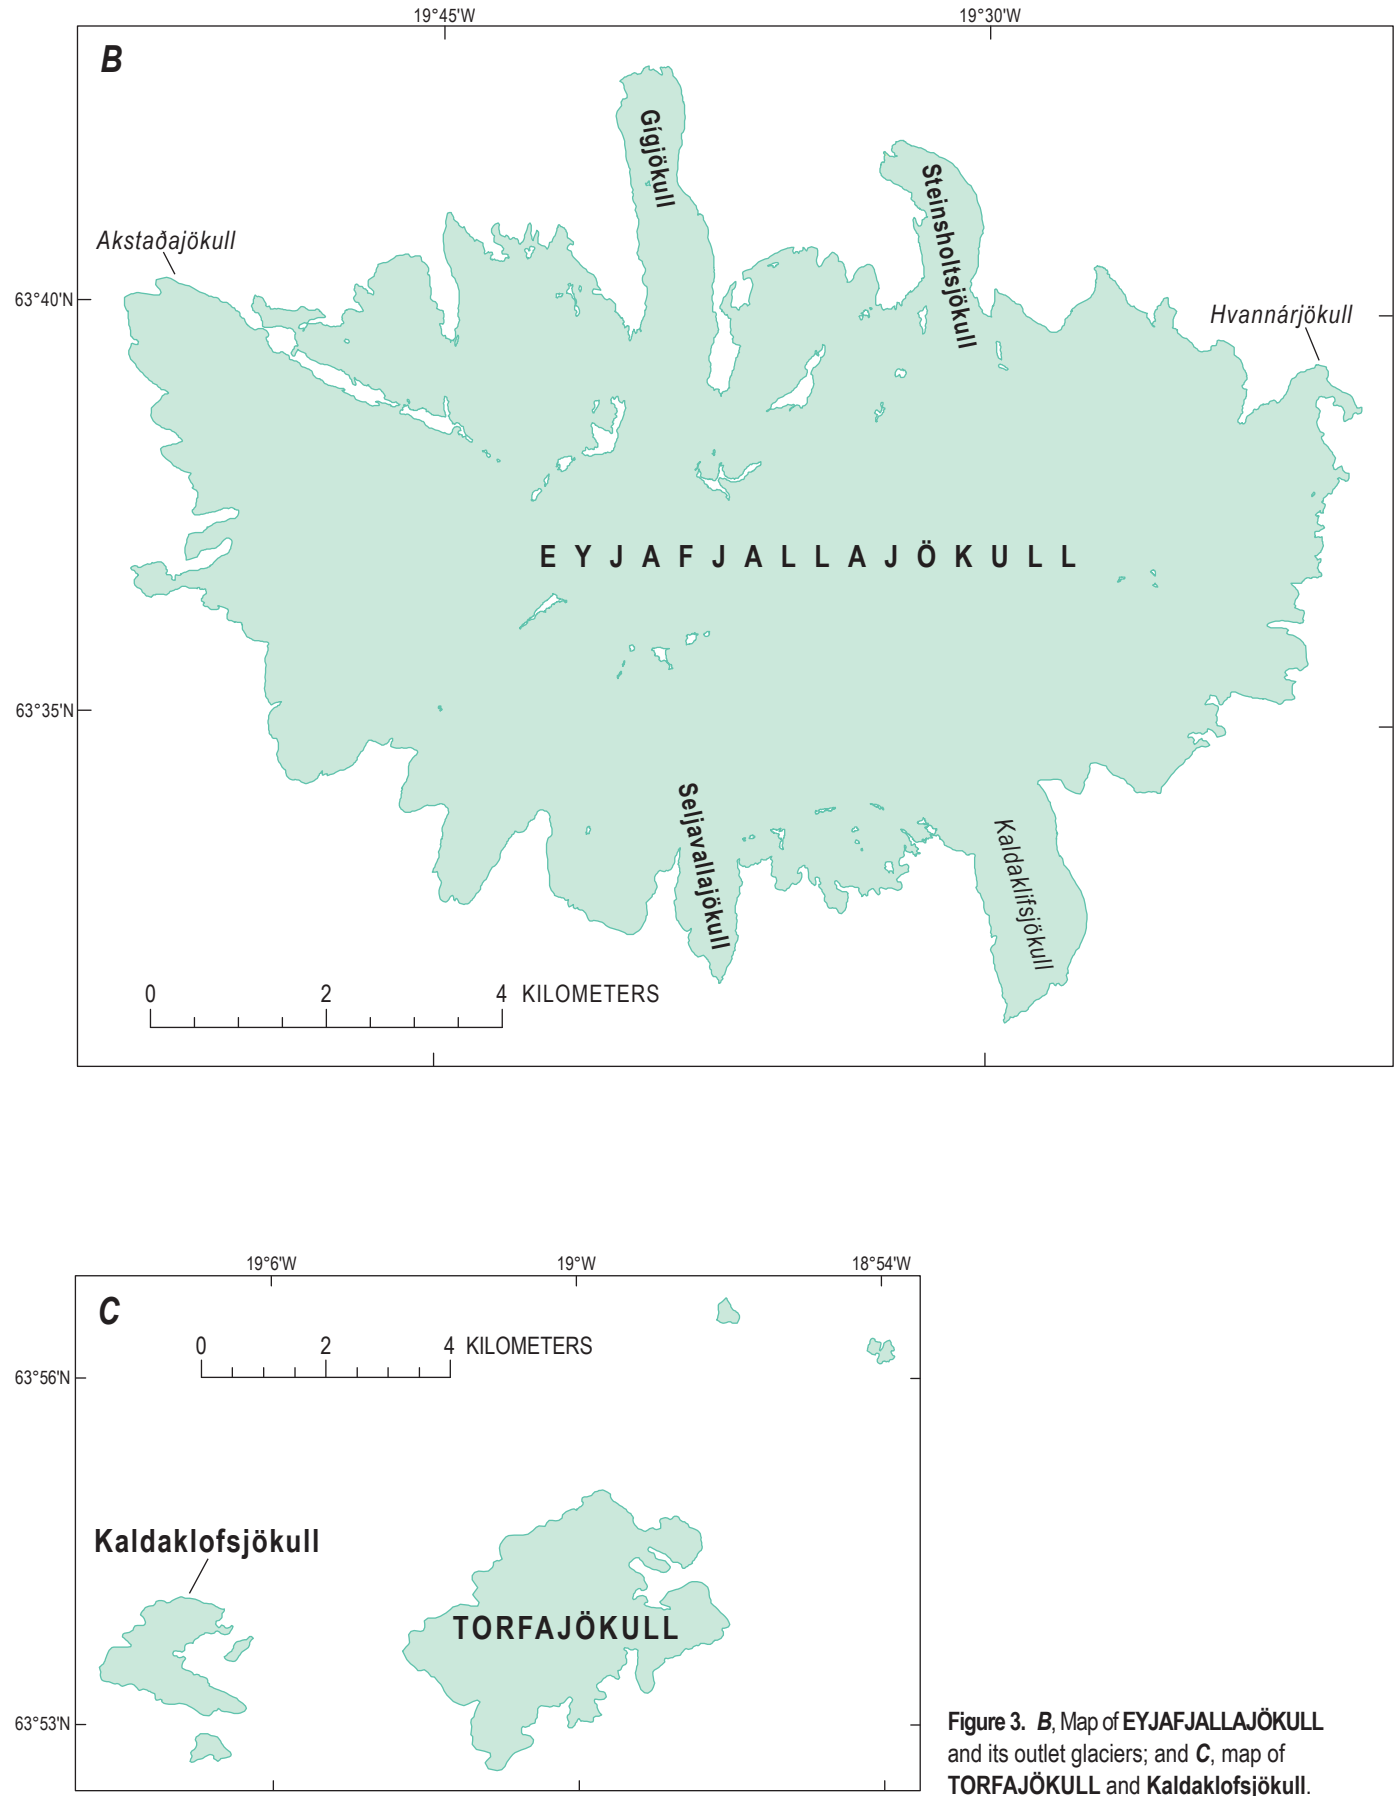 19°45'W
19°30'W
B
Gígjökull
Steinsholtsjökull
Akstaðajökull
63°40'N
Hvannárjökull
EYJAFJALLAJÖKULL
63°35'N
Seljavallajökull
Kaldaklifsjökull
0 2 4 KILOMETERS
19°6'W
19°W
18°54'W
C
0 2 4 KILOMETERS
63°56'N
Kaldaklofsjökull
TORFAJÖKULL
63°53'N
Figure 3. B, Map of EYJAFJALLAJÖKULL
and its outlet glaciers; and C, map of
TORFAJÖKULL and Kaldaklofsjökull.